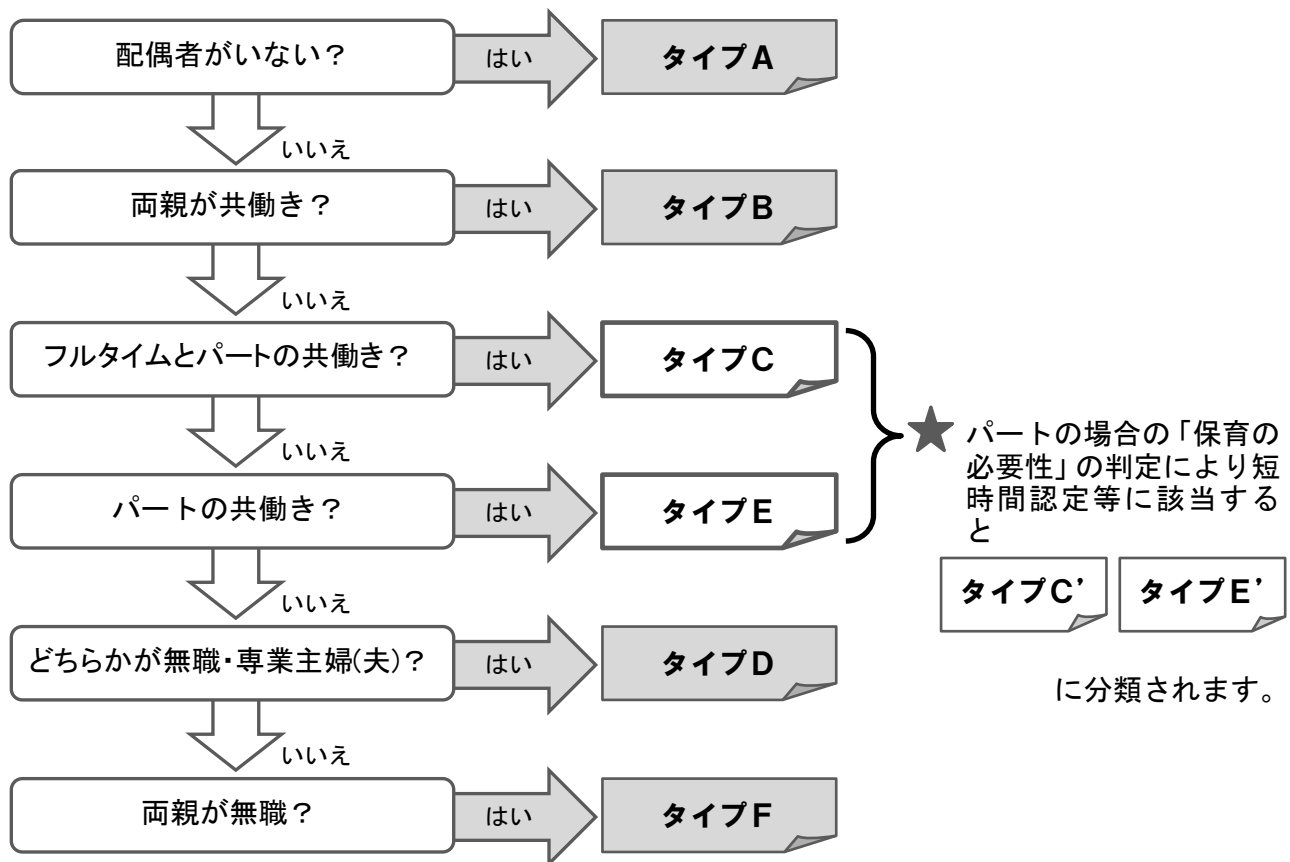 配偶者がいない？
はい
タイプA
いいえ
両親が共働き？
はい
タイプB
いいえ
フルタイムとパートの共働き？
はい
タイプC
いいえ
パートの共働き？
はい
タイプE
いいえ
どちらかが無職・専業主婦(夫)？
はい
タイプD
いいえ
両親が無職？
はい
タイプF
★ パートの場合の「保育の
必要性」の判定により短
時間認定等に該当する
と
タイプC’
タイプE’
に分類されます。